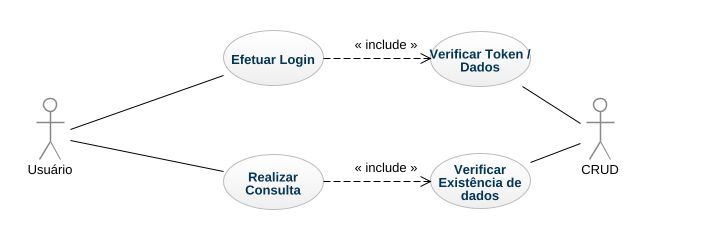 « include »
Efetuar Login
Verificar Token /
Dados
Usuário
CRUD
« include »
Realizar
Consulta
Verificar
Existência de
dados